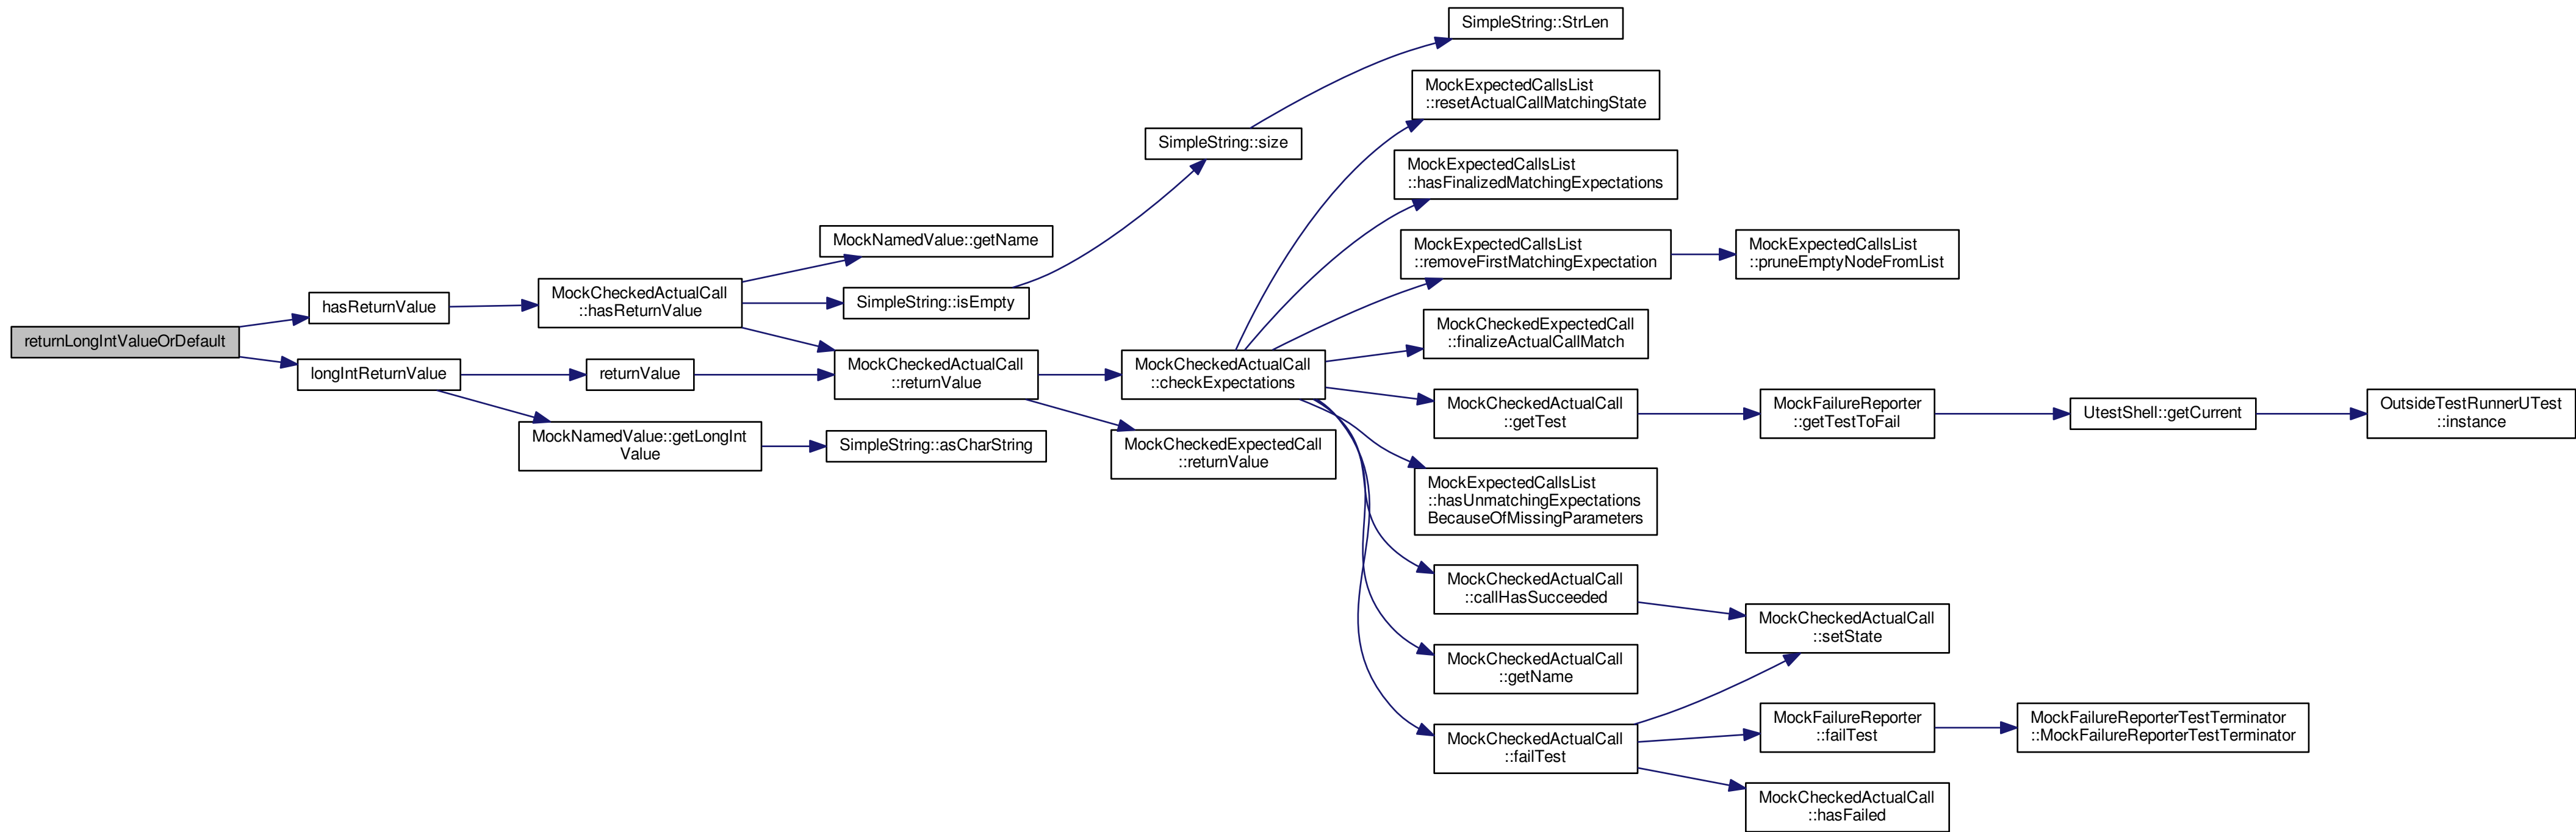 SimpleString::StrLen
MockExpectedCallsList
::resetActualCallMatchingState
SimpleString::size
MockExpectedCallsList
::hasFinalizedMatchingExpectations
MockNamedValue::getName
MockExpectedCallsList
::removeFirstMatchingExpectation
MockExpectedCallsList
::pruneEmptyNodeFromList
hasReturnValue
MockCheckedActualCall
::hasReturnValue
SimpleString::isEmpty
returnLongIntValueOrDefault
MockCheckedExpectedCall
::finalizeActualCallMatch
longIntReturnValue
returnValue
MockCheckedActualCall
::returnValue
MockCheckedActualCall
::checkExpectations
MockCheckedActualCall
::getTest
MockFailureReporter
::getTestToFail
UtestShell::getCurrent
OutsideTestRunnerUTest
::instance
MockNamedValue::getLongInt
Value
SimpleString::asCharString
MockCheckedExpectedCall
::returnValue
MockExpectedCallsList
::hasUnmatchingExpectations
BecauseOfMissingParameters
MockCheckedActualCall
::callHasSucceeded
MockCheckedActualCall
::setState
MockCheckedActualCall
::getName
MockCheckedActualCall
::failTest
MockFailureReporter
::failTest
MockFailureReporterTestTerminator
::MockFailureReporterTestTerminator
MockCheckedActualCall
::hasFailed